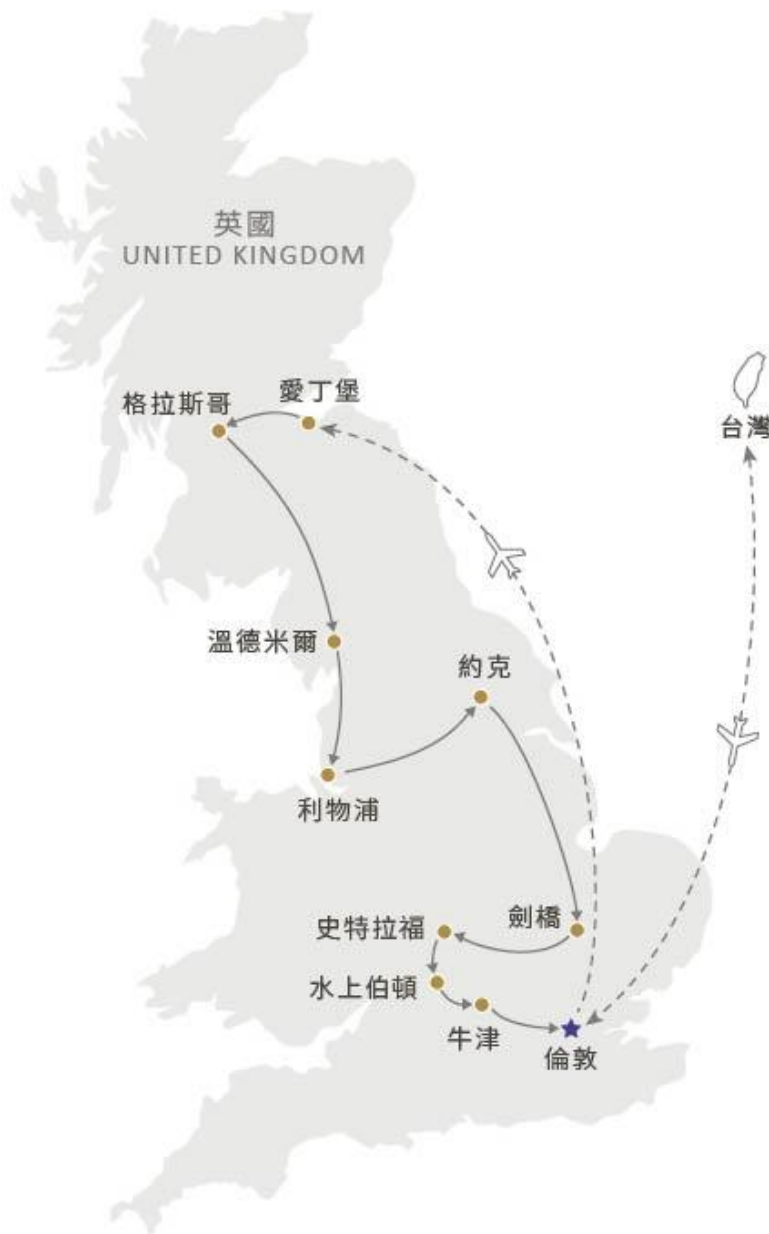 英國
UNITED KINGDOM
愛丁堡
格拉斯哥
台灣
溫德米爾
約克
利物浦
劍橋
史特拉福
水上伯頓
牛津
倫敦